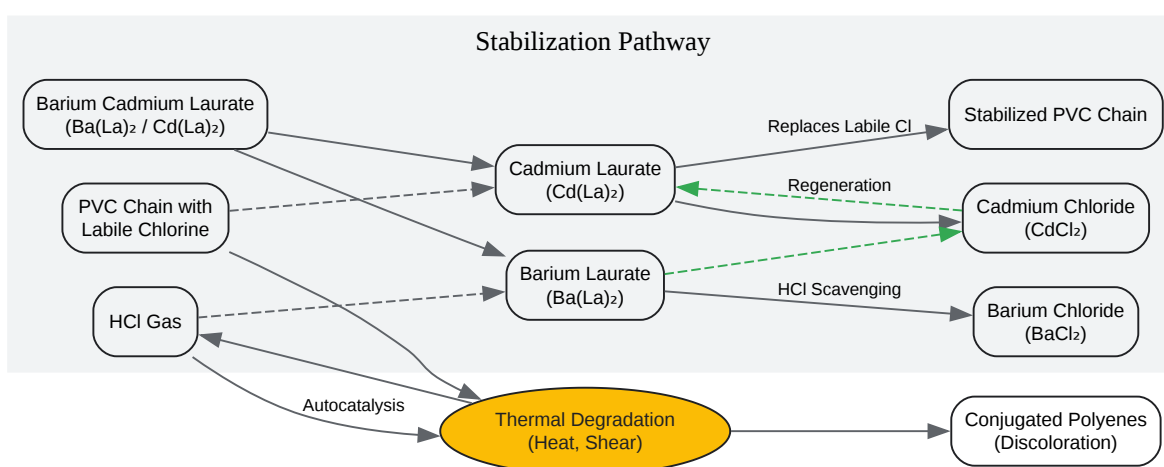 Stabilization Pathway
Barium Cadmium Laurate
(Ba(La)₂ / Cd(La)₂)
PVC Chain with
Labile Chlorine
HCl Gas
Cadmium Laurate
(Cd(La)₂)
Barium Laurate
(Ba(La)₂)
Replaces Labile Cl
Regeneration
HCl Scavenging
Stabilized PVC Chain
Cadmium Chloride
(CdCl₂)
Barium Chloride
(BaCl₂)
Autocatalysis
Thermal Degradation
(Heat, Shear)
Conjugated Polyenes
(Discoloration)